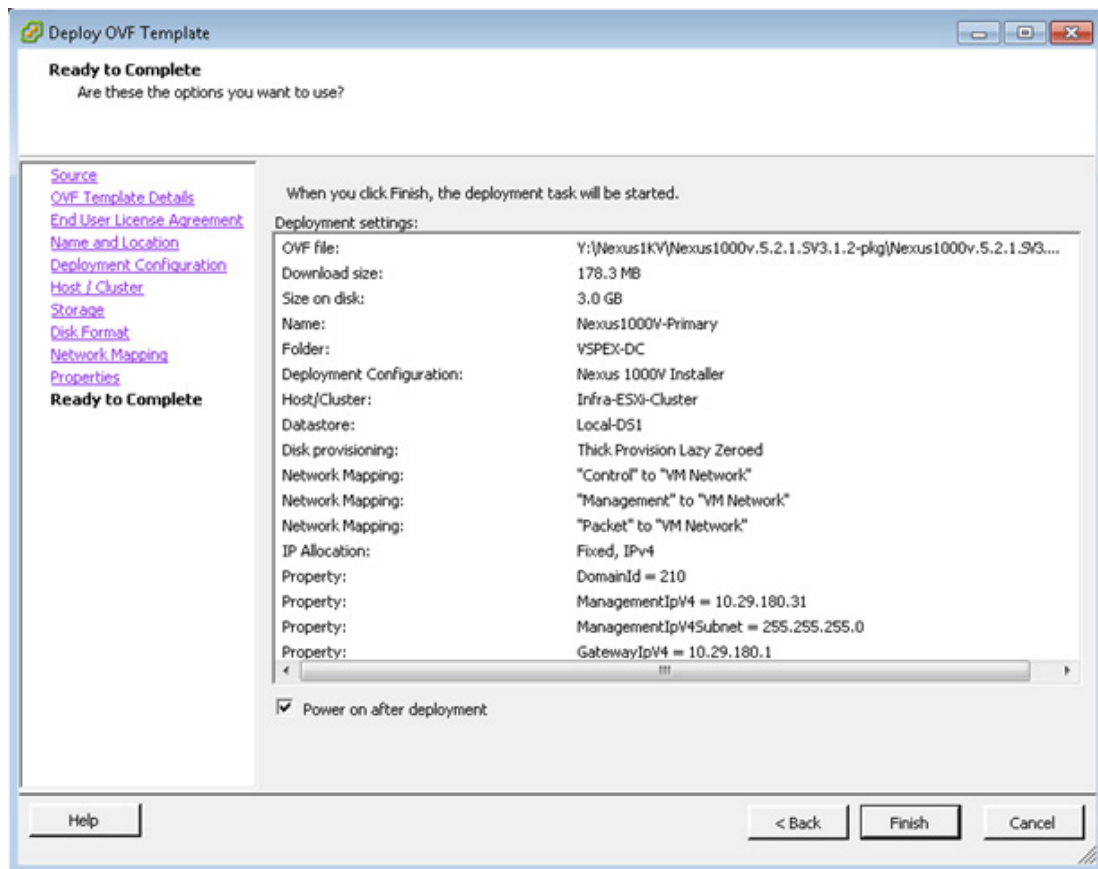 Deploy OVF Template
Ready to Complete
Are these the options you want to use?
Source
OVF Template Details
End User License Agreement
Name and Location
Deployment Configuration
Host / Cluster
Storage
Disk Format
Network Mapping
Properties
Ready to Complete
When you click Finish, the deployment task will be started.
Deployment settings:
OVF file: Y:\Nexus1KV\Nexus1000v.5.2.1.SV3.1.2-pkg\Nexus1000v.5.2.1.SV3....
Download size: 178.3 MB
Size on disk: 3.0 GB
Name: Nexus1000V-Primary
Folder: VSPEX-DC
Deployment Configuration: Nexus 1000V Installer
Host/Cluster: Infra-ESXi-Cluster
Datastore: Local-DS1
Disk provisioning: Thick Provision Lazy Zeroed
Network Mapping: "Control" to "VM Network"
Network Mapping: "Management" to "VM Network"
Network Mapping: "Packet" to "VM Network"
IP Allocation: Fixed, IPv4
Property: DomainId = 210
Property: ManagementIpV4 = 10.29.180.31
Property: ManagementIpV4Subnet = 255.255.255.0
Property: GatewayIpV4 = 10.29.180.1
Power on after deployment
Help < Back Finish Cancel